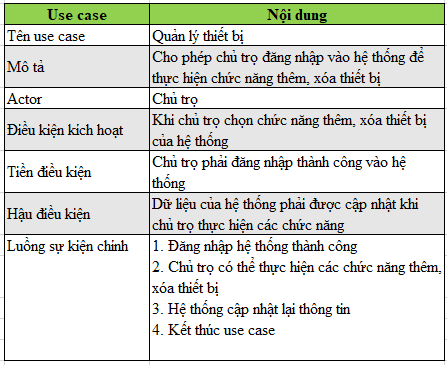 Use case Nội dung
Tên use case Quản lý thiết bị
Mô tả Cho phép chủ trọ đăng nhập vào hệ thống để
thực hiện chức năng thêm, xóa thiết bị
Actor Chủ trọ
Điều kiện kích hoạt Khi chủ trọ chọn chức năng thêm, xóa thiết bị
của hệ thống
Tiền điều kiện Chủ trọ phải đăng nhập thành công vào hệ
thống
Hậu điều kiện Dữ liệu của hệ thống phải được cập nhật khi
chủ trọ thực hiện các chức năng
Luồng sự kiện chính 1. Đăng nhập hệ thống thành công
2. Chủ trọ có thể thực hiện các chức năng thêm,
xóa thiết bị
3. Hệ thống cập nhật lại thông tin
4. Kết thúc use case